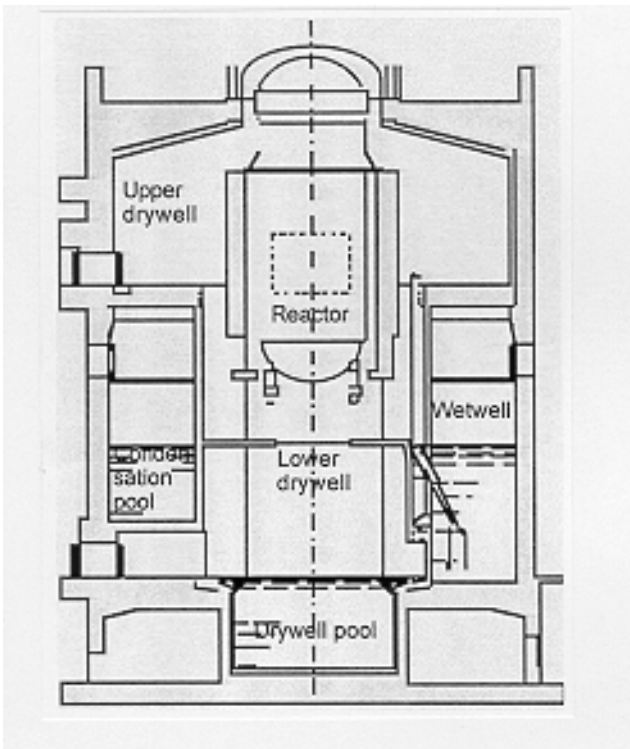 Upper
drywell
Reactor
Wetwell
Conden
sation
pool
Lower
drywell
Drywell pool